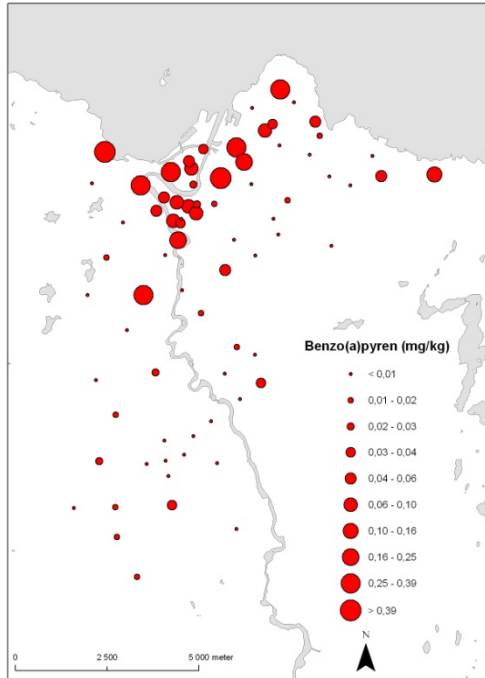 Benzo(a)pyren (mg/kg)
< 0,01
0,01 - 0,02
0,02 - 0,03
0,03 - 0,04
0,04 - 0,06
0,06 - 0,10
0,10 - 0,16
0,16 - 0,25
0,25 - 0,39
> 0,39
N
0 2 500 5 000 meter